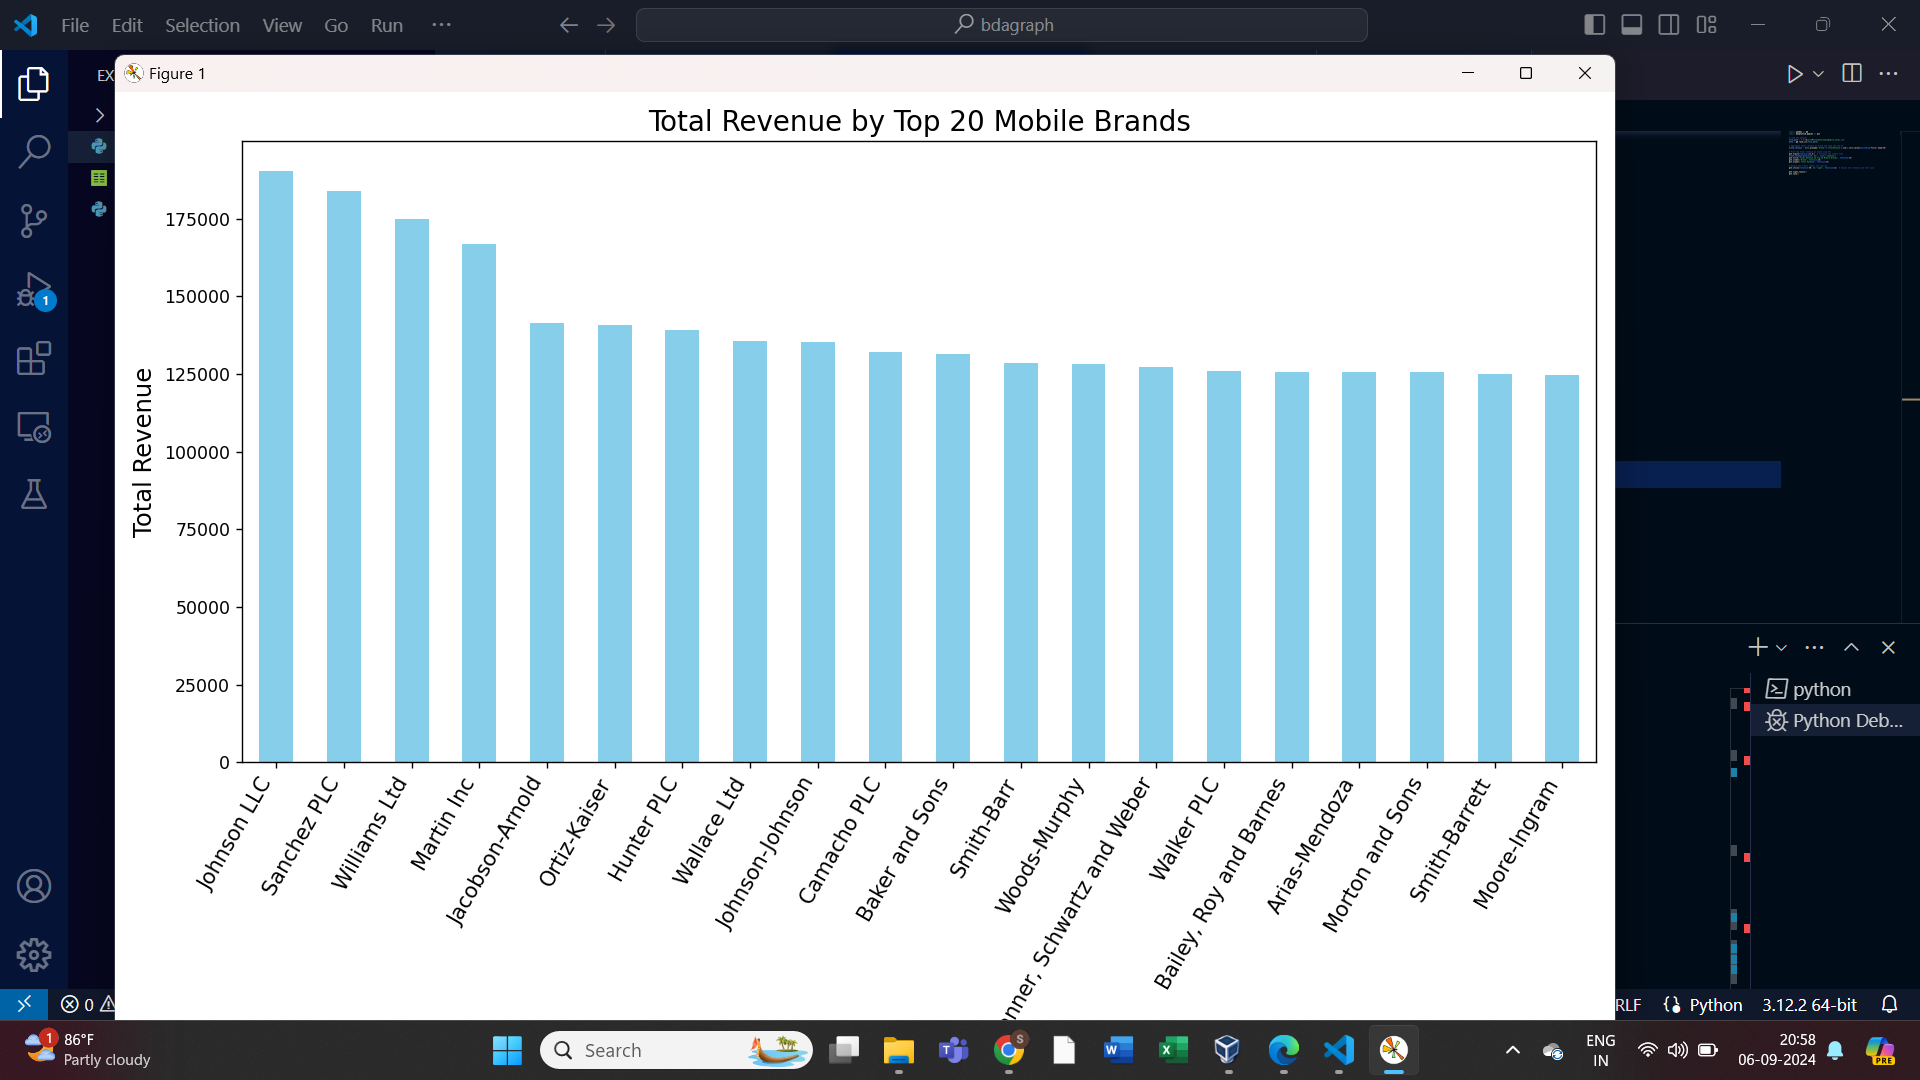 File Edit Selection View Go Run ···
bdagraph
EX
Figure 1
Total Revenue by Top 20 Mobile Brands
Total Revenue
175000
150000
125000
100000
75000
50000
25000
0
Johnson LLC
Sanchez PLC
Williams Ltd
Martin Inc
Jacobson-Arnold
Ortiz-Kaiser
Hunter PLC
Wallace Ltd
Johnson-Johnson
Camacho PLC
Baker and Sons
Smith-Barr
Woods-Murphy
nner, Schwartz and Weber
Walker PLC
Bailey, Roy and Barnes
Arias-Mendoza
Morton and Sons
Smith-Barrett
Moore-Ingram
1
python
Python Deb...
0
RLF
Python
3.12.2 64-bit
1
86°F
Partly cloudy
Search
S
ENG
IN
20:58
06-09-2024
PRE